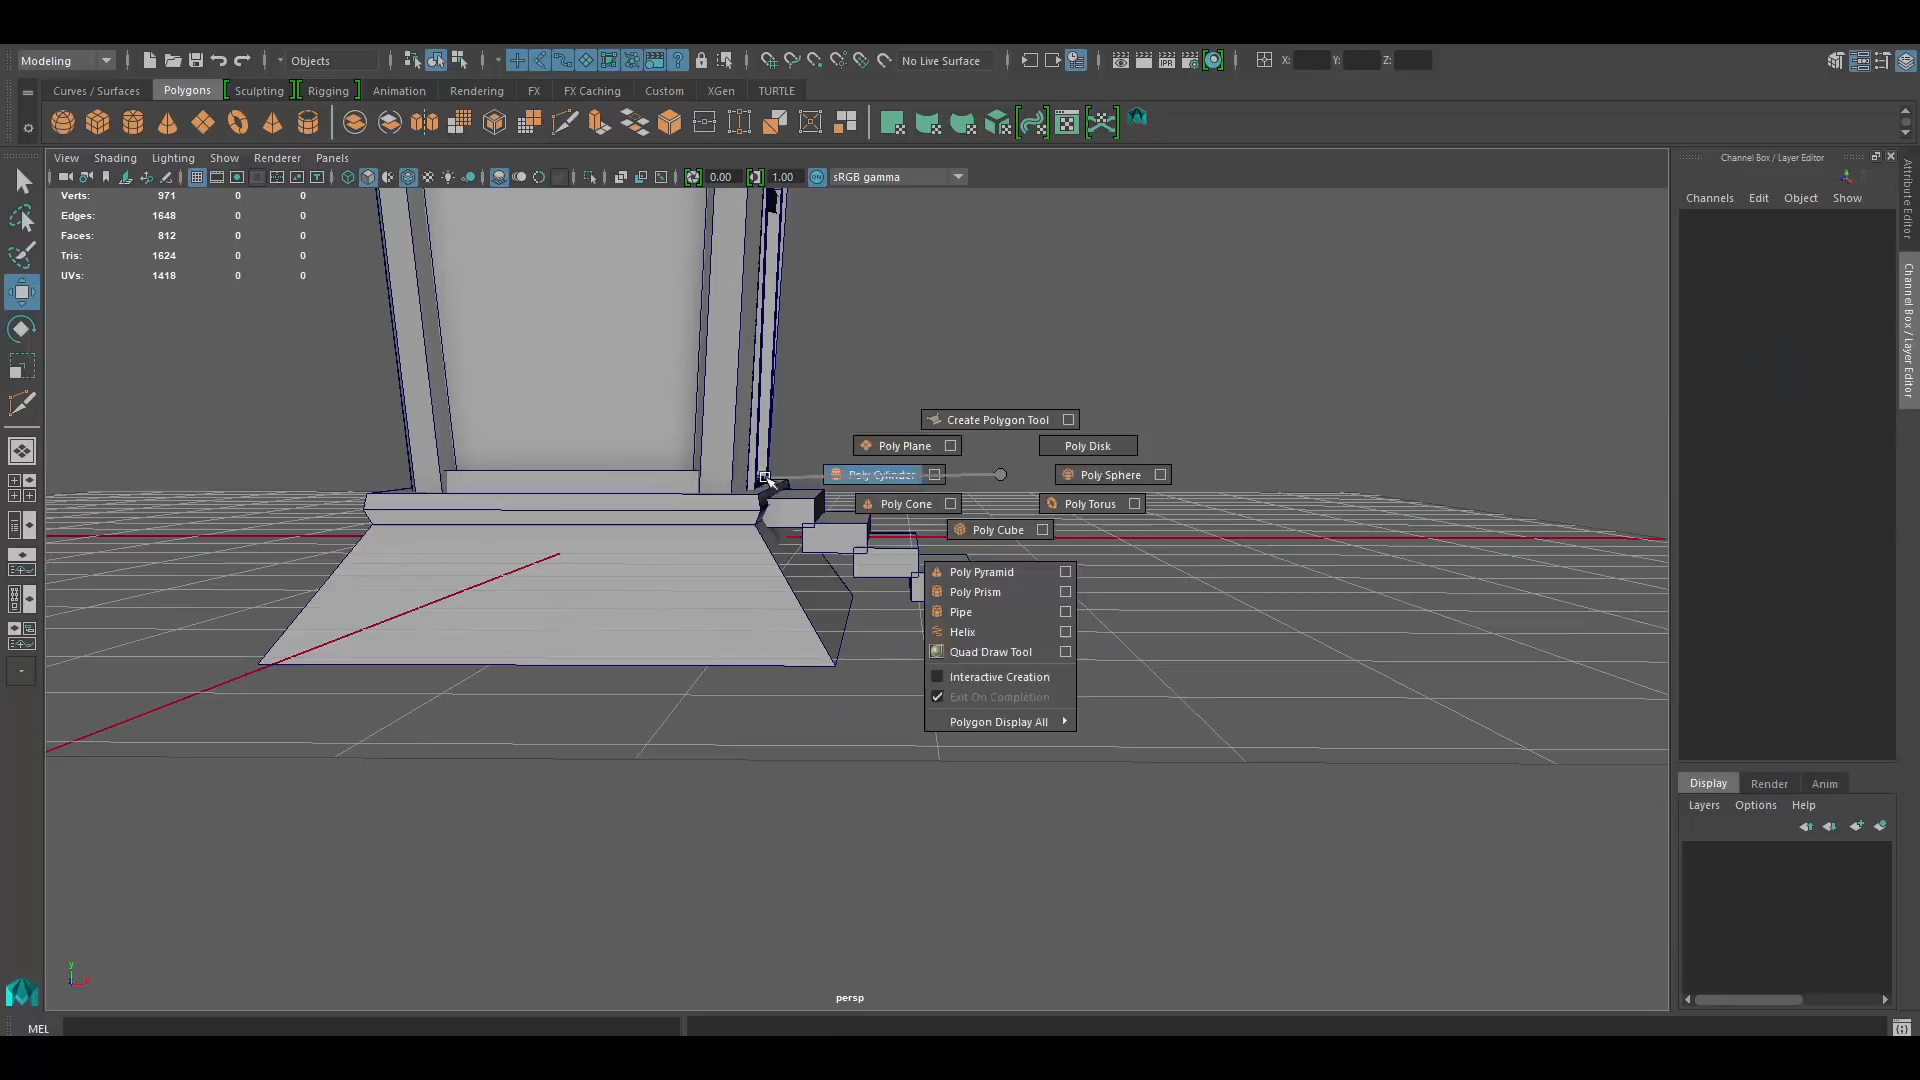 Modeling
Objects
No Live Surface
X:
Y:
Z:
IPR
Curves / Surfaces
Polygons
Sculpting
Rigging
Animation
Rendering
FX
FX Caching
Custom
XGen
TURTLE
View
Shading
Lighting
Show
Renderer
Panels
0.00
1.00
ON
sRGB gamma
Verts: 971 0 0
Edges: 1648 0 0
Faces: 812 0 0
Tris: 1624 0 0
UVs: 1418 0 0
Create Polygon Tool
Poly Plane
Poly Disk
Poly Cylinder
Poly Sphere
Poly Cone
Poly Torus
Poly Cube
Poly Pyramid
Poly Prism
Pipe
Helix
Quad Draw Tool
Interactive Creation
Exit On Completion
Polygon Display All
y
persp
MEL
Channel Box / Layer Editor
Channels
Edit
Object
Show
Attribute Editor
Channel Box / Layer Editor
Display
Render
Anim
Layers
Options
Help